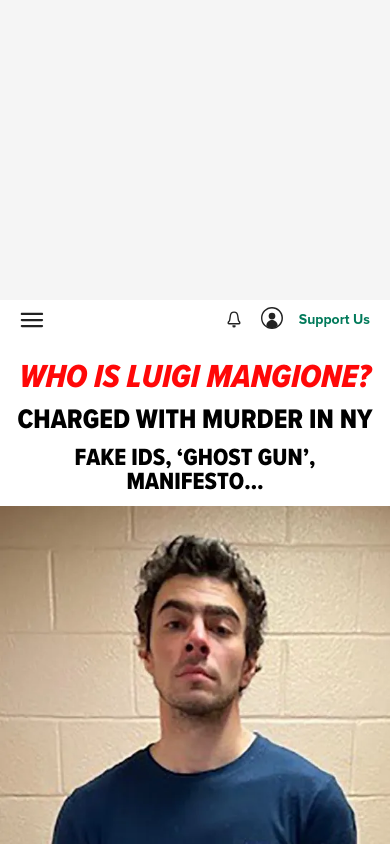 Support Us
WHO IS LUIGI MANGIONE?
CHARGED WITH MURDER IN NY
FAKE IDS, ‘GHOST GUN’,
MANIFESTO...